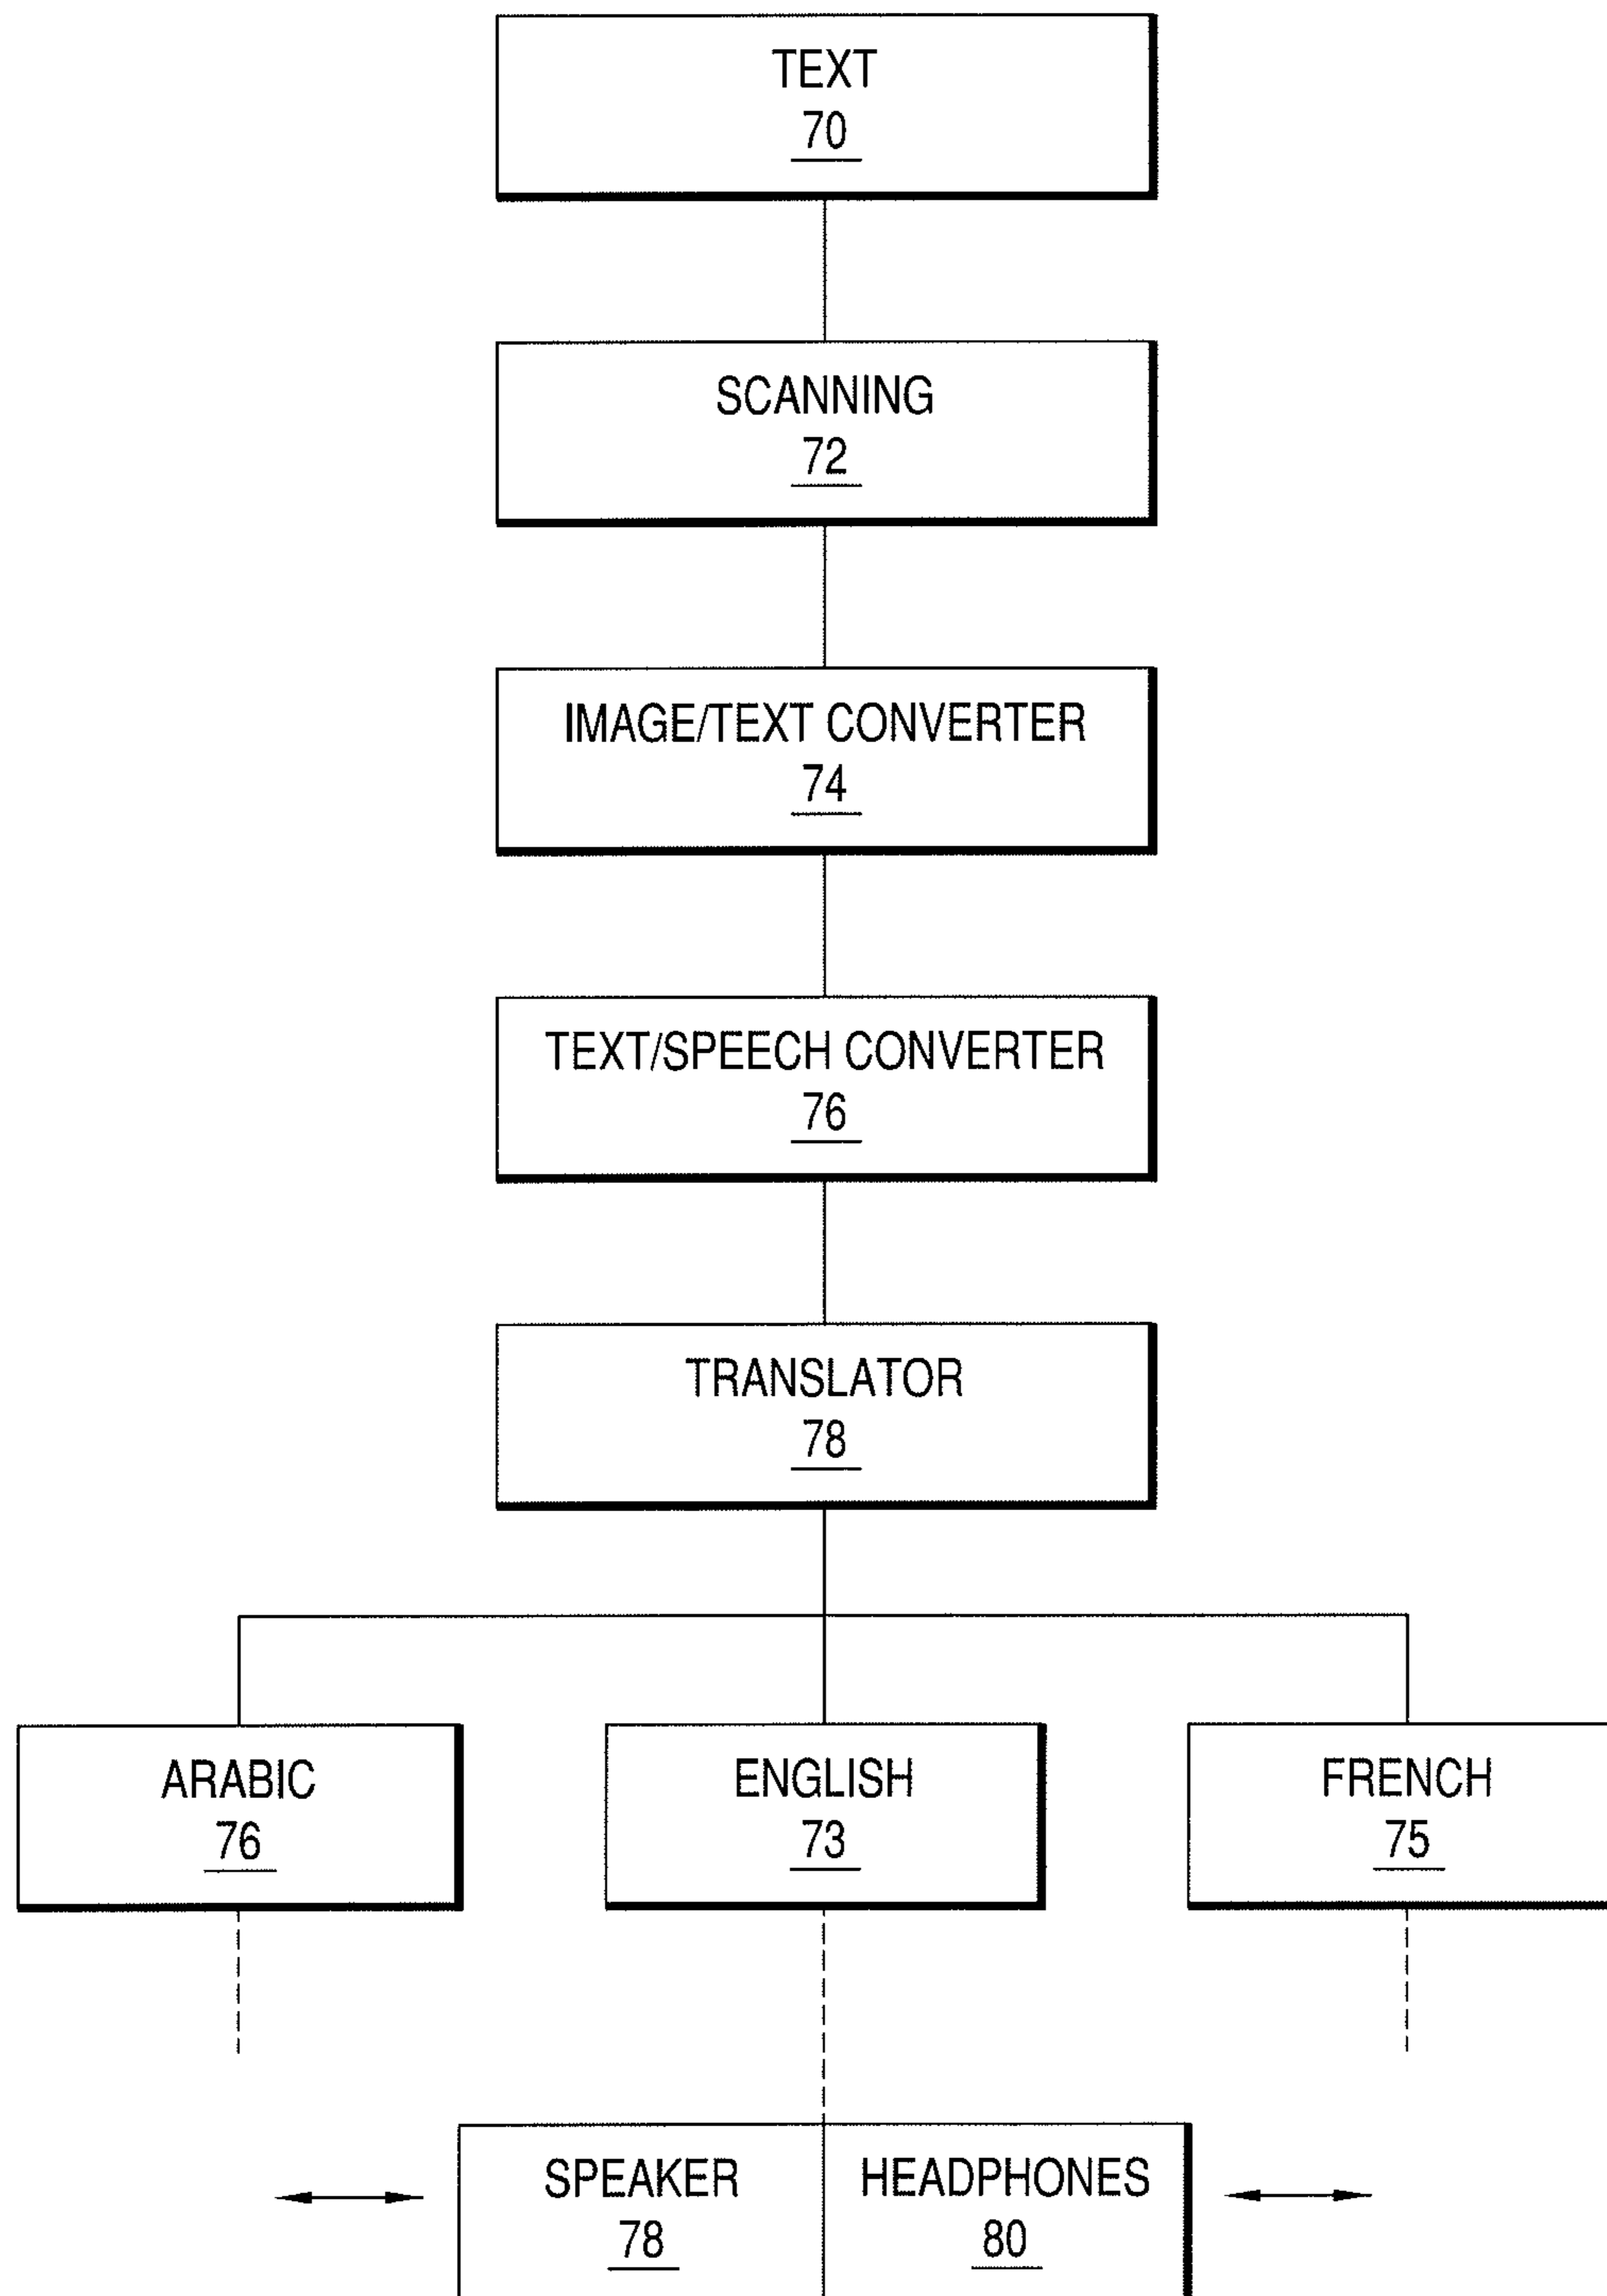 TEXT
70
SCANNING
72
IMAGE/TEXT CONVERTER
74
TEXT/SPEECH CONVERTER
76
TRANSLATOR
78
ARABIC
76
ENGLISH
73
FRENCH
75
SPEAKER
78
HEADPHONES
80